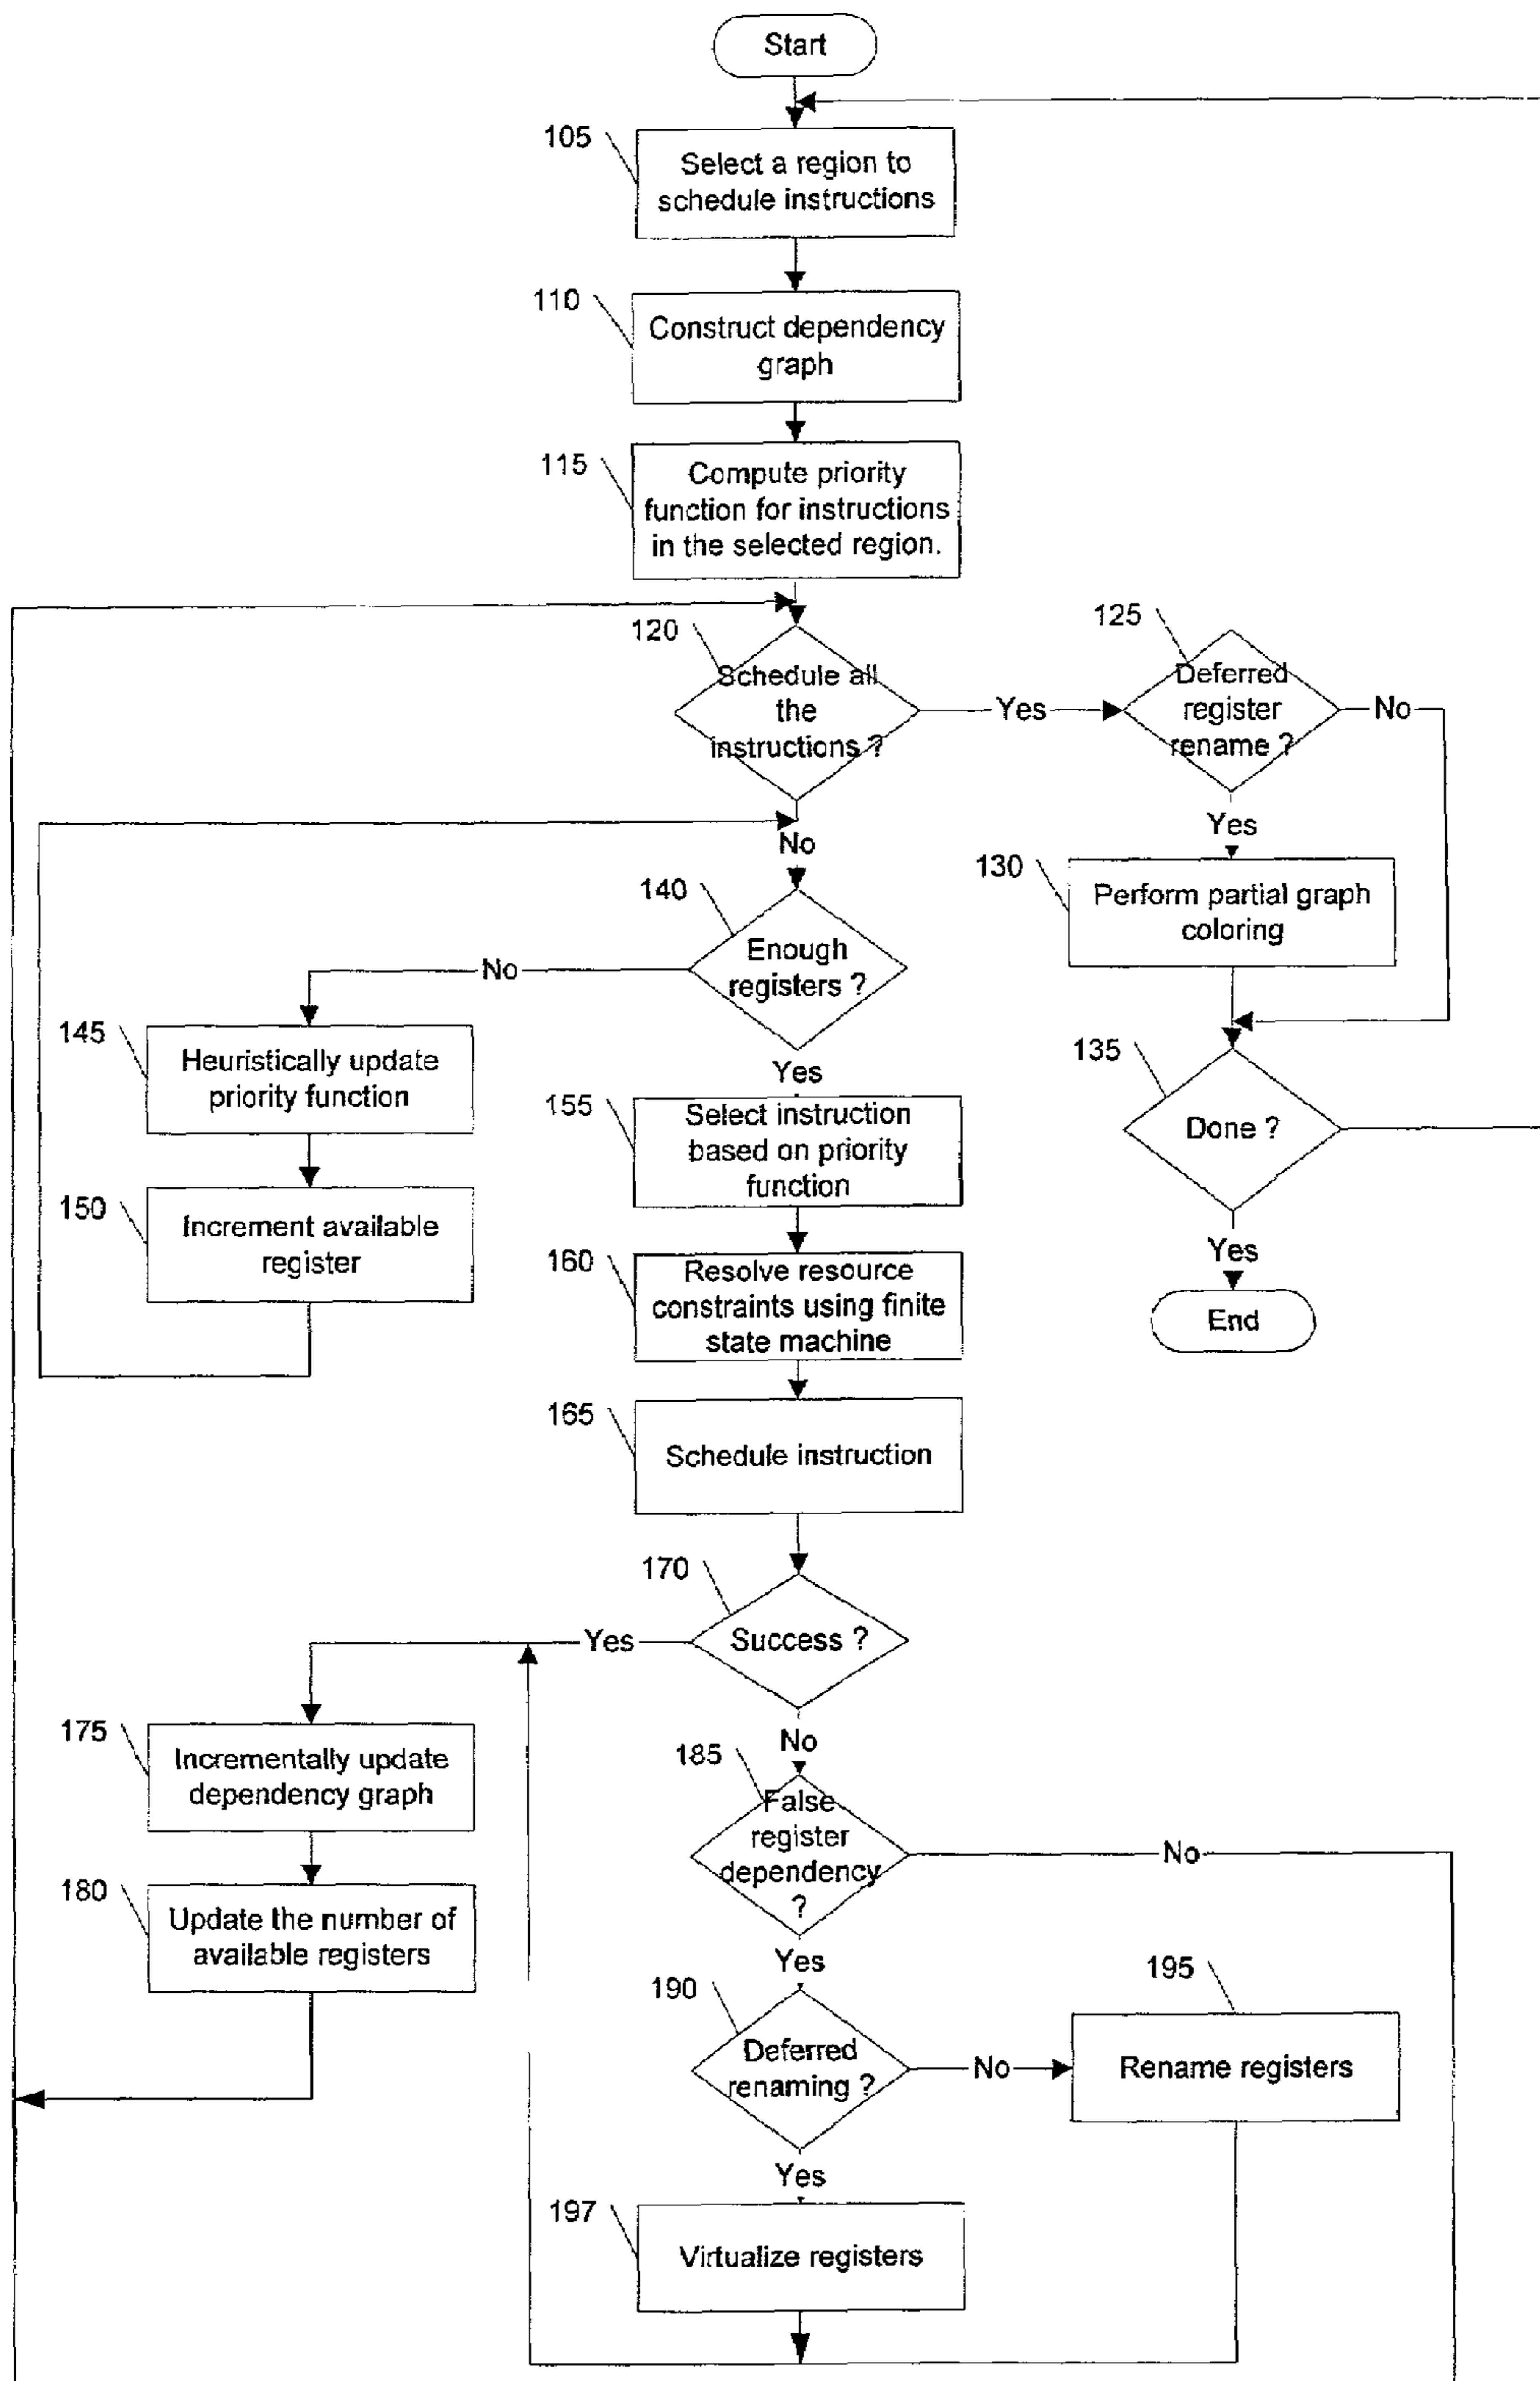 Start
105
Select a region to
schedule instructions
110
Construct dependency
graph
115
Compute priority
function for instructions
in the selected region.
120
Schedule all
the
instructions ?
Yes
125
Deferred
register
rename ?
No
Yes
130
Perform partial graph
coloring
135
Done ?
Yes
End
No
140
Enough
registers ?
No
145
Heuristically update
priority function
150
Increment available
register
Yes
155
Select instruction
based on priority
function
160
Resolve resource
constraints using finite
state machine
165
Schedule instruction
170
Success ?
Yes
175
Incrementally update
dependency graph
180
Update the number of
available registers
No
185
False
register
dependency
?
No
Yes
190
Deferred
renaming ?
No
195
Rename registers
Yes
197
Virtualize registers